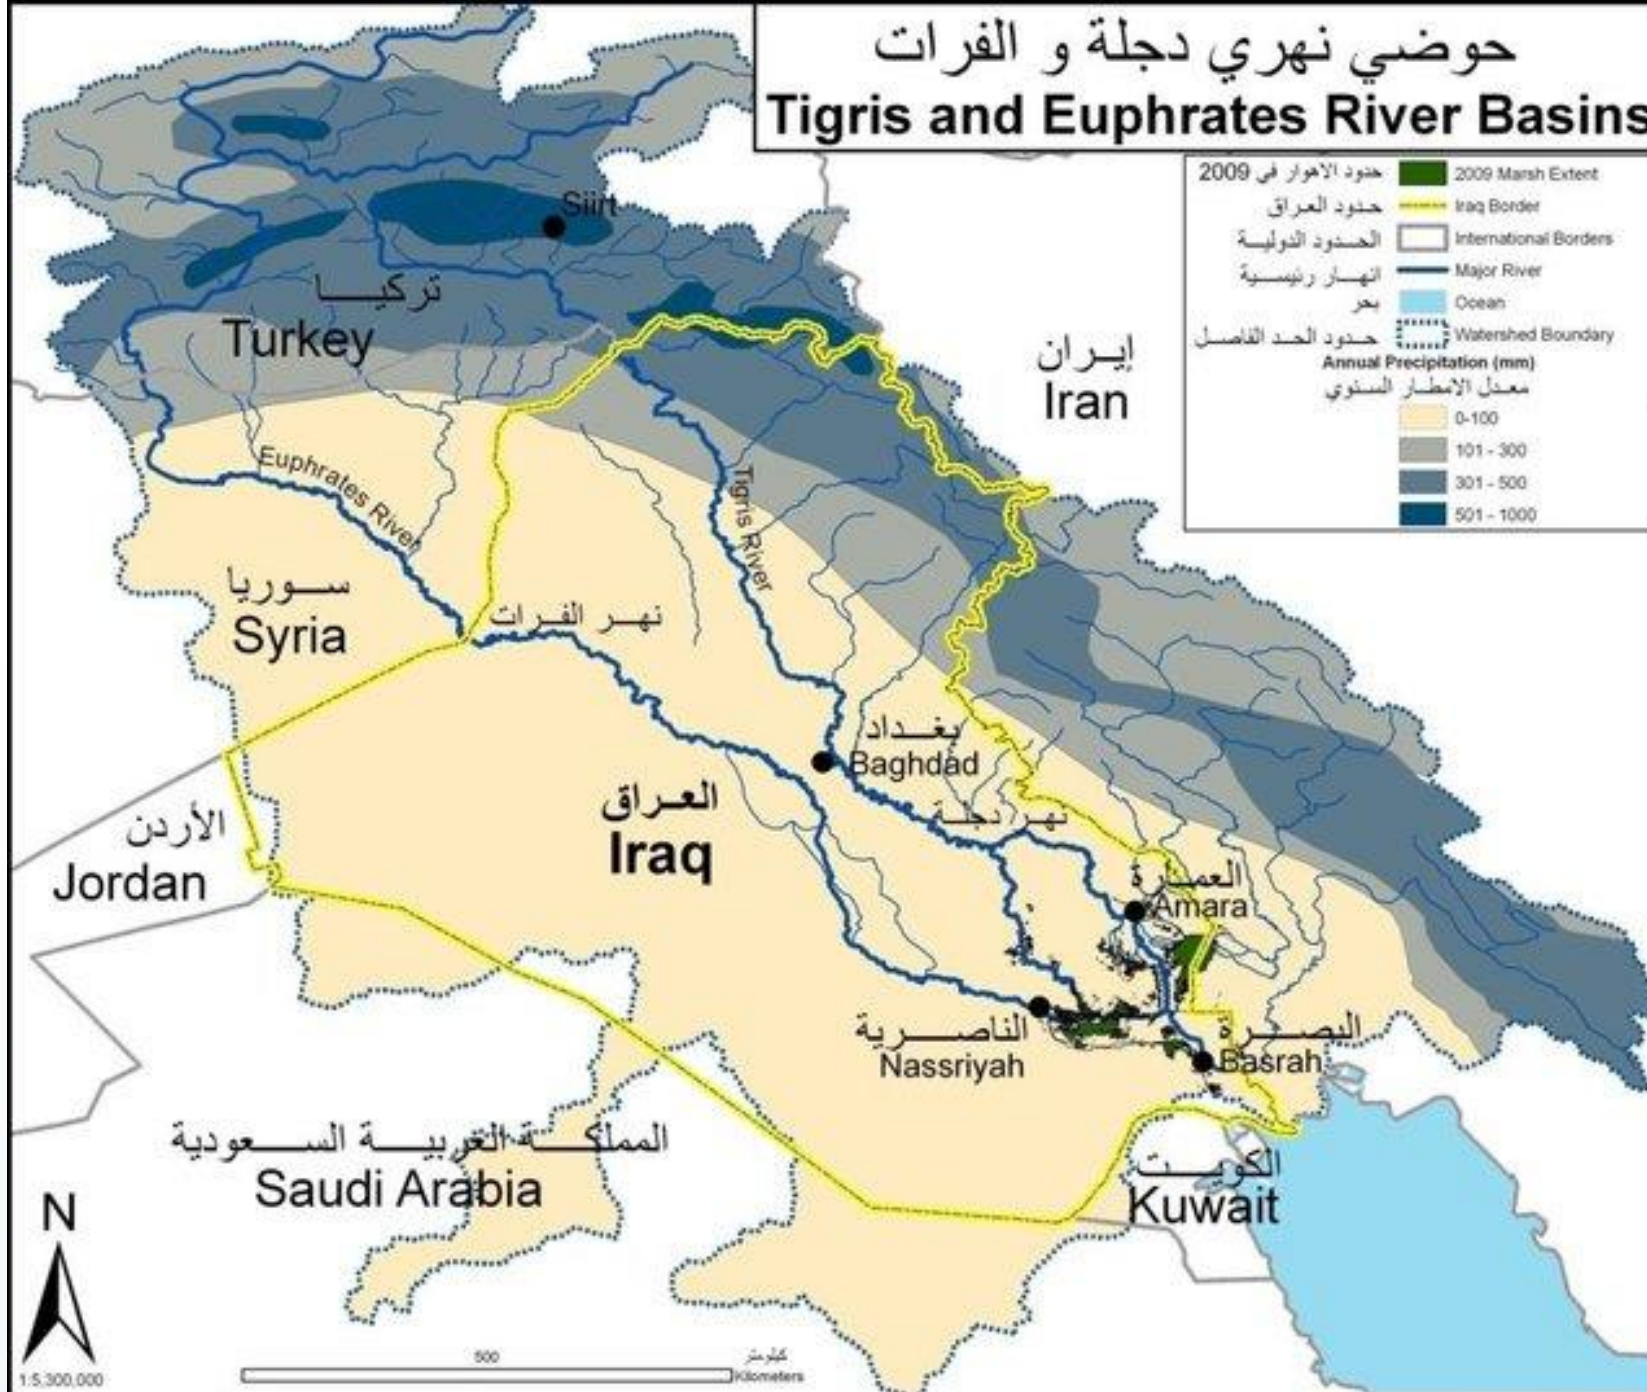 حوضي نهري دجلة و الفرات
Tigris and Euphrates River Basins
حدود الاهوار في 2009 2009 Marsh Extent
حدود العراق Iraq Border
الحدود الدولية International Borders
انهار رئيسية Major River
بحر Ocean
حدود الحد الفاصل Watershed Boundary
Annual Precipitation (mm)
معدل الامطار السنوي
0-100
101 - 300
301 - 500
501 - 1000
Siirt
تركيا
Turkey
إيران
Iran
Euphrates River
Tigris River
سوريا
Syria
نهر الفرات
بغداد
Baghdad
العراق
Iraq
نهر دجلة
الأردن
Jordan
العمارة
Amara
الناصرية
Nassriyah
البصرة
Basrah
المملكة العربية السعودية
Saudi Arabia
الكويت
Kuwait
N
1:5,300,000
500
كيلومتر
Kilometers